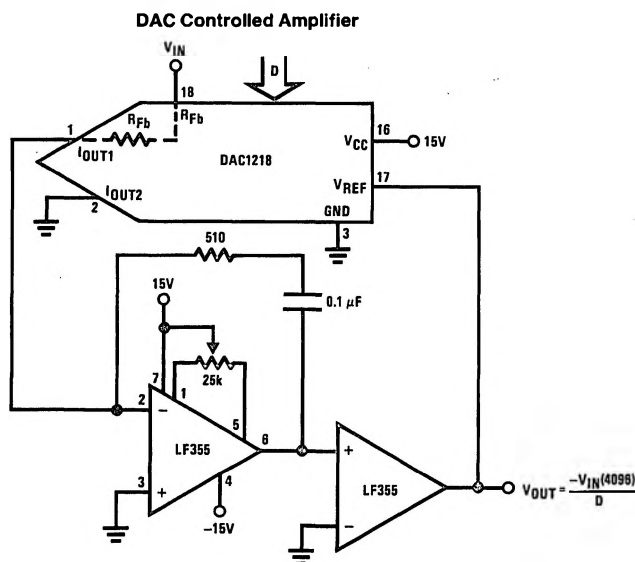 DAC Controlled Amplifier
VIN
D
18
RFb
RFb
1
IOUT1
DAC1218
VCC
16
15V
17
VREF
IOUT2
2
GND
3
510
15V
0.1 μF
7
1
25k
2
−
5
LF355
6
3
+
4
−15V
+
LF355
−
VOUT = −VIN(4096)
D